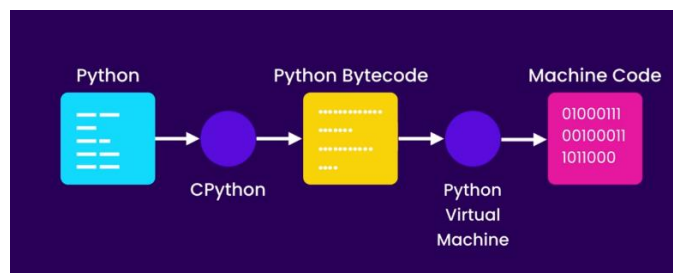 Python
Python Bytecode
Machine Code
01000111
00100011
1011000
CPython
Python
Virtual
Machine